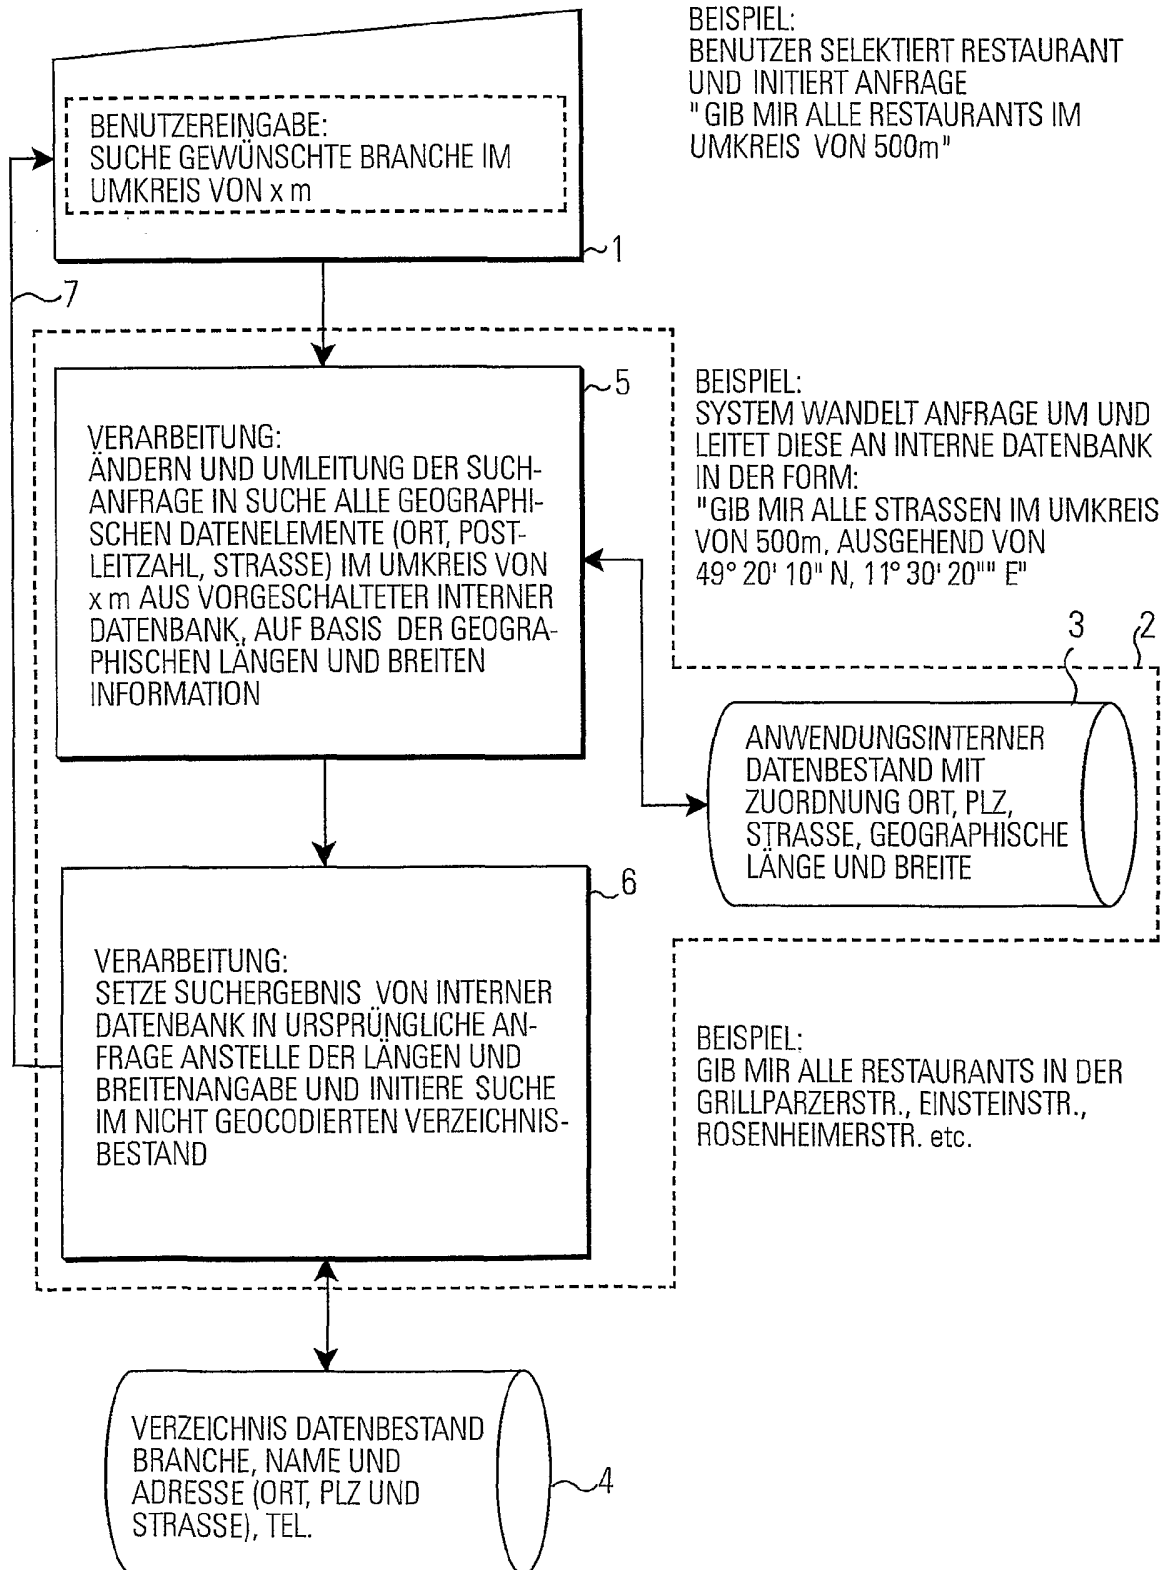 BEISPIEL:
BENUTZER SELEKTIERT RESTAURANT
UND INITIERT ANFRAGE
"GIB MIR ALLE RESTAURANTS IM
UMKREIS VON 500m"
BENUTZEREINGABE:
SUCHE GEWÜNSCHTE BRANCHE IM
UMKREIS VON x m
1
7
5
VERARBEITUNG:
ÄNDERN UND UMLEITUNG DER SUCH-
ANFRAGE IN SUCHE ALLE GEOGRAPHI-
SCHEN DATENELEMENTE (ORT, POST-
LEITZAHL, STRASSE) IM UMKREIS VON
x m AUS VORGESCHALTETER INTERNER
DATENBANK, AUF BASIS DER GEOGRA-
PHISCHEN LÄNGEN UND BREITEN
INFORMATION
BEISPIEL:
SYSTEM WANDELT ANFRAGE UM UND
LEITET DIESE AN INTERNE DATENBANK
IN DER FORM:
"GIB MIR ALLE STRASSEN IM UMKREIS
VON 500m, AUSGEHEND VON
49° 20' 10" N, 11° 30' 20"" E"
3
2
ANWENDUNGSINTERNER
DATENBESTAND MIT
ZUORDNUNG ORT, PLZ,
STRASSE, GEOGRAPHISCHE
LÄNGE UND BREITE
6
VERARBEITUNG:
SETZE SUCHERGEBNIS VON INTERNER
DATENBANK IN URSPRÜNGLICHE AN-
FRAGE ANSTELLE DER LÄNGEN UND
BREITENANGABE UND INITIERE SUCHE
IM NICHT GEOCODIERTEN VERZEICHNIS-
BESTAND
BEISPIEL:
GIB MIR ALLE RESTAURANTS IN DER
GRILLPARZERSTR., EINSTEINSTR.,
ROSENHEIMERSTR. etc.
VERZEICHNIS DATENBESTAND
BRANCHE, NAME UND
ADRESSE (ORT, PLZ UND
STRASSE), TEL.
4